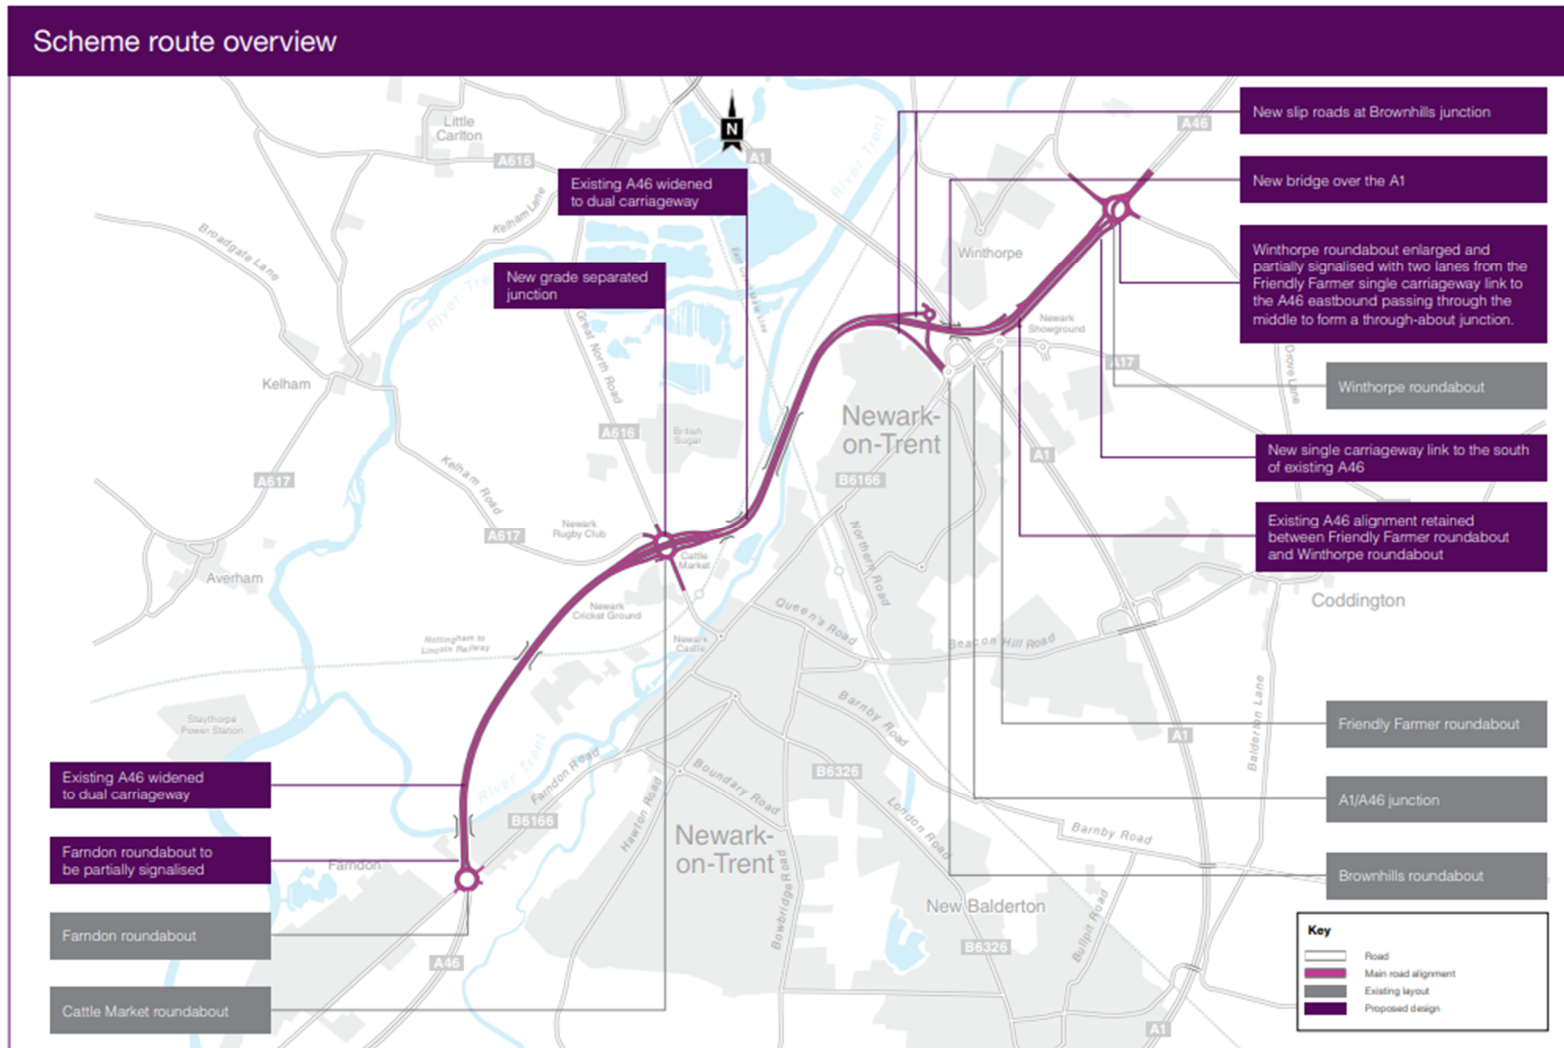 Scheme route overview
Little
Carlton
A616
Kelham Lane
Broadgate Lane
River Trent
Existing A46 widened
to dual carriageway
New grade separated
junction
N
A1
River Trent
A46
Winthorpe
Newark
Showground
A17
Drove Lane
East Coast Main Line
Great North Road
Kelham
A616
British
Sugar
Newark-
on-Trent
A1
B6166
A617
Kelham Road
A617
Newark
Rugby Club
Cattle
Market
Northern Road
Averham
Newark
Cricket Ground
Nottingham to
Lincoln Railway
Newark
Castle
Queen's Road
Beacon Hill Road
Coddington
Staythorpe
Power Station
River Trent
Farndon Road
B6166
Hawton Road
Boundary Road
Barnby Road
B6326
London Road
Balderton Lane
A1
Barnby Road
Newark-
on-Trent
Bowbridge Road
New Balderton
B6326
Bullpit Road
A1
A1
Farndon
A46
New slip roads at Brownhills junction
New bridge over the A1
Winthorpe roundabout enlarged and
partially signalised with two lanes from the
Friendly Farmer single carriageway link to
the A46 eastbound passing through the
middle to form a through-about junction.
Winthorpe roundabout
New single carriageway link to the south
of existing A46
Existing A46 alignment retained
between Friendly Farmer roundabout
and Winthorpe roundabout
Friendly Farmer roundabout
A1/A46 junction
Brownhills roundabout
Existing A46 widened
to dual carriageway
Farndon roundabout to
be partially signalised
Farndon roundabout
Cattle Market roundabout
Key
Road
Main road alignment
Existing layout
Proposed design